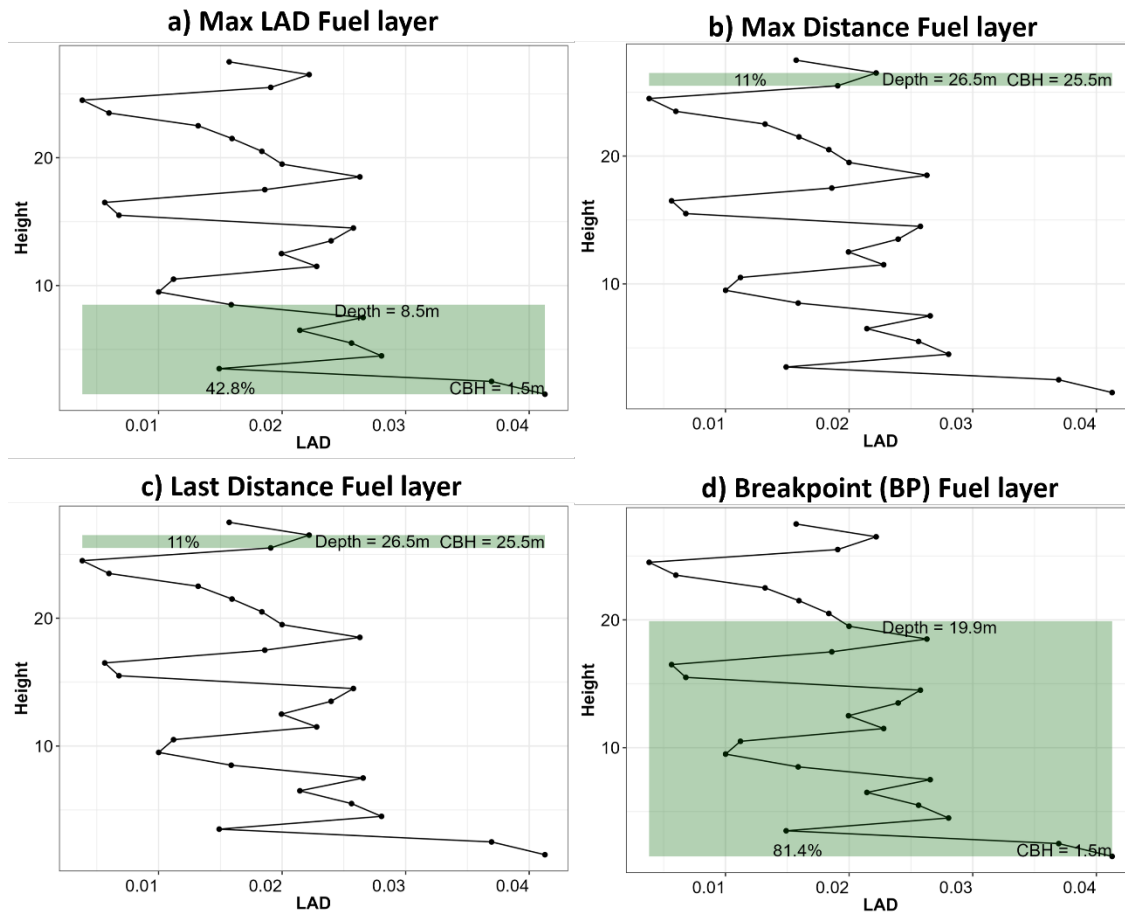 a) Max LAD Fuel layer
20
10
Height
Depth = 8.5m
42.8%
CBH = 1.5m
0.01
0.02
0.03
0.04
LAD
b) Max Distance Fuel layer
11%
Depth = 26.5m
CBH = 25.5m
20
10
Height
0.01
0.02
0.03
0.04
LAD
c) Last Distance Fuel layer
11%
Depth = 26.5m
CBH = 25.5m
20
10
Height
0.01
0.02
0.03
0.04
LAD
d) Breakpoint (BP) Fuel layer
20
10
Height
Depth = 19.9m
81.4%
CBH = 1.5m
0.01
0.02
0.03
0.04
LAD